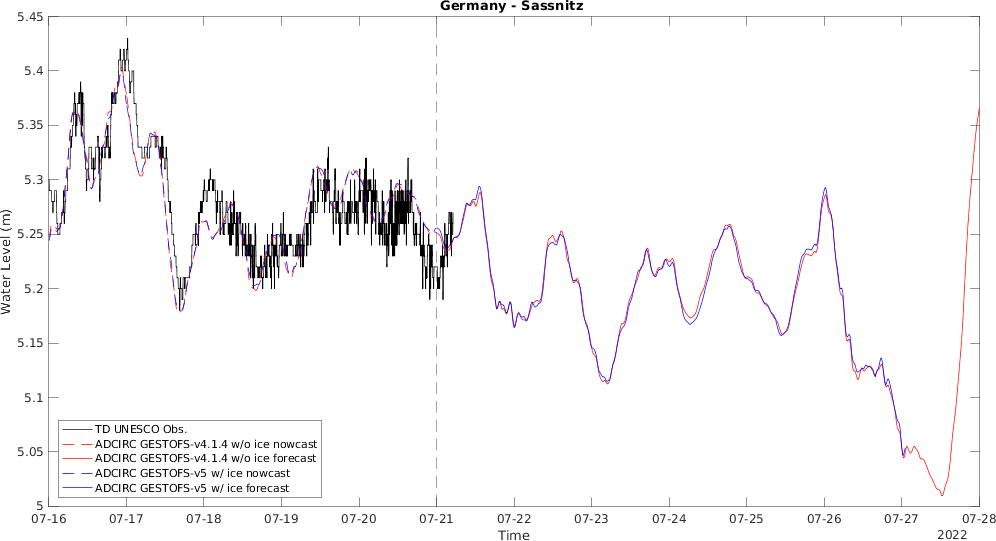 Germany - Sassnitz
5.45
5.4
5.35
5.3
5.25
5.2
5.15
5.1
5.05
5
Water Level (m)
TD UNESCO Obs.
ADCIRC GESTOFS-v4.1.4 w/o ice nowcast
ADCIRC GESTOFS-v4.1.4 w/o ice forecast
ADCIRC GESTOFS-v5 w/ ice nowcast
ADCIRC GESTOFS-v5 w/ ice forecast
07-16 07-17 07-18 07-19 07-20 07-21 07-22 07-23 07-24 07-25 07-26 07-27 07-28
Time
2022